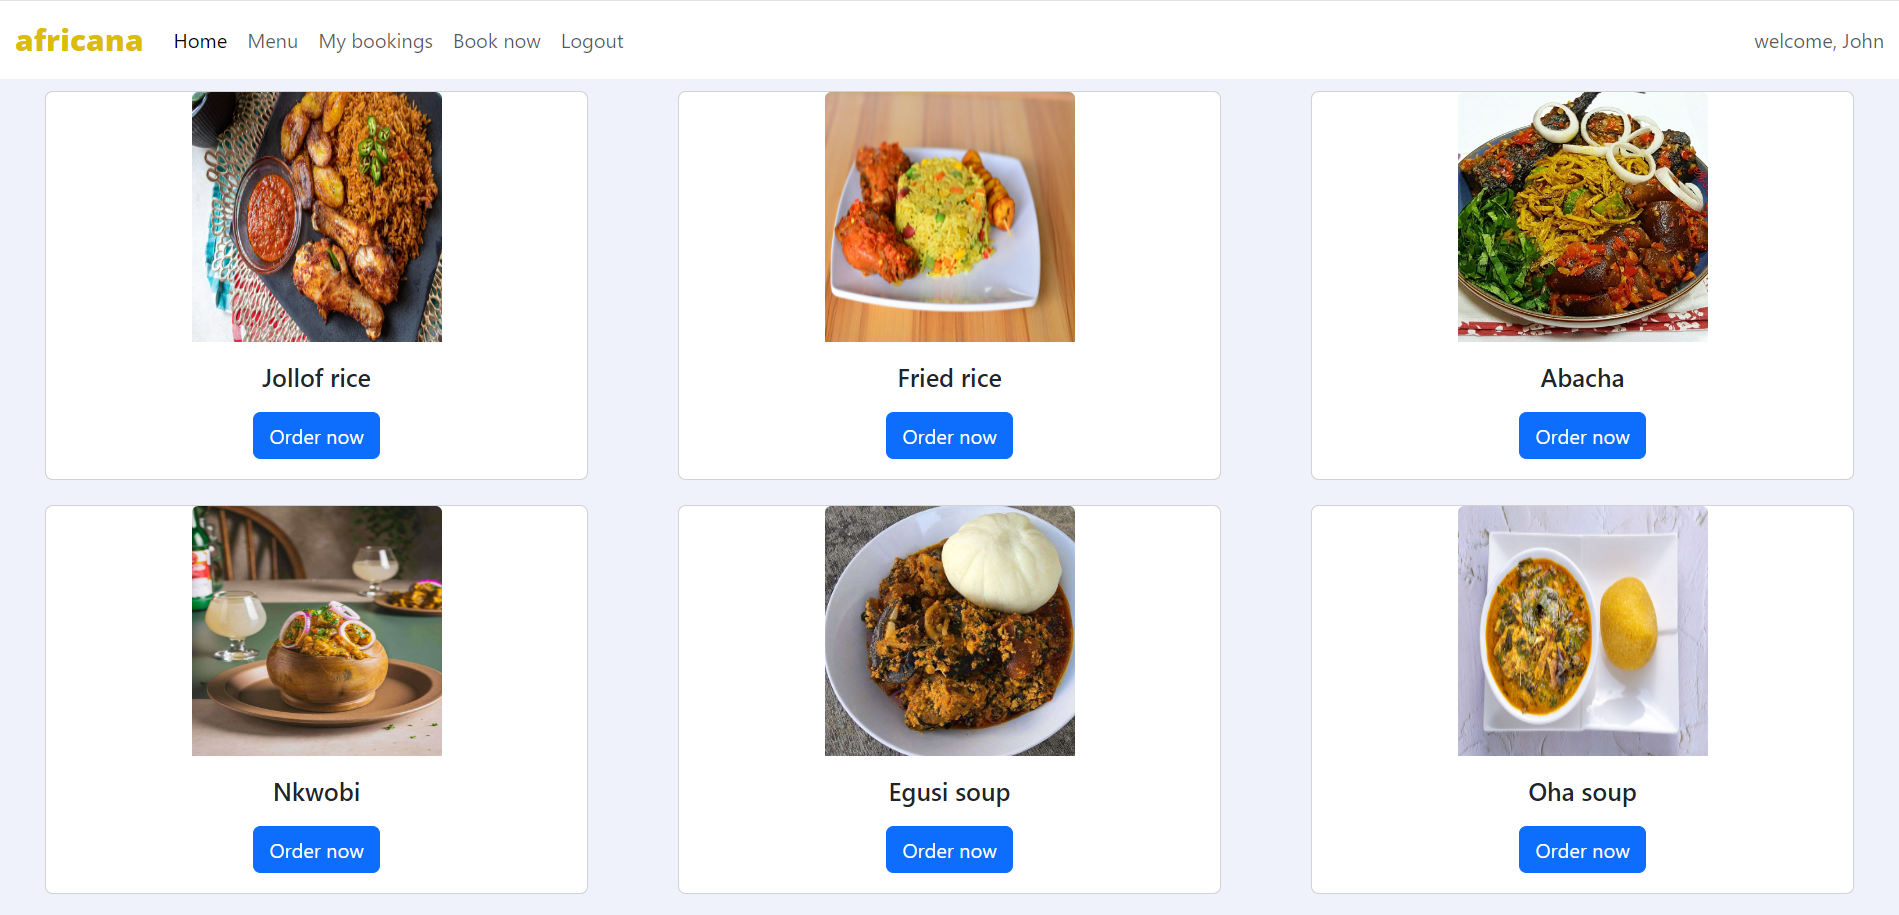 africana Home Menu My bookings Book now Logout welcome, John
Jollof rice Fried rice Abacha
Order now Order now Order now
Nkwobi Egusi soup Oha soup
Order now Order now Order now